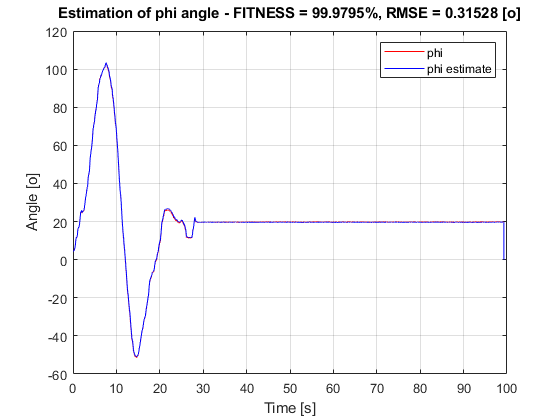 Estimation of phi angle - FITNESS = 99.9795%, RMSE = 0.31528 [o]
120
100
80
60
40
20
0
-20
-40
-60
Angle [o]
phi
phi estimate
0 10 20 30 40 50 60 70 80 90 100
Time [s]